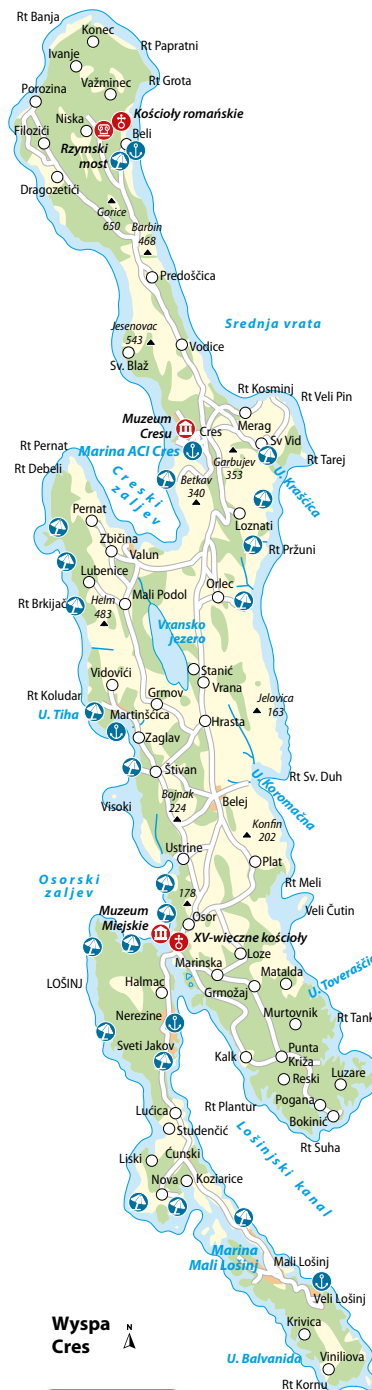 Rt Banja
Konec
Rt Papratni
Ivanje
Rt Grota
Važminec
Porozina
Kościoły romańskie
Niska
Filozići
Beli
Rzymski
most
Dragozetići
Gorice
650
Barbin
468
Predošćica
Srednja vrata
Jesenovac
543
Vodice
Sv. Blaž
Rt Kosminj
Rt Veli Pin
Muzeum
Cresu
Merag
Cres
Sv Vid
Rt Pernat
Marina ACI Cres
Garbujev
353
Rt Tarej
Rt Debeli
Creski
zaljev
Betkav
340
U. Kraščica
Pernat
Loznati
Zbičina
Valun
Rt Pržuni
Lubenice
Orlec
Rt Brkijač
Helm
483
Mali Podol
Vransko
jezero
Stanić
Vidovići
Vrana
Rt Koludar
Grmov
Jelovica
163
U. Tiha
Martinšćica
Hrasta
Zaglav
Štivan
Rt Sv. Duh
Bojnak
224
Belej
U. Koromačna
Visoki
Konfin
202
Ustrine
Plat
Osorski
zaljev
Rt Meli
178
Muzeum
Miejskie
Osor
Veli Čutin
XV-wieczne kościoły
Loze
Marinska
LOŠINJ
Matalda
Halmac
Grmožaj
U. Toverašćica
Murtovnik
Nerezine
Rt Tank
Sveti Jakov
Kalk
Punta
Križa
Reski
Luzare
Pogana
Lućica
Rt Plantur
Bokinić
Studenčić
Rt Suha
Ćunski
Lošinjski kanal
Liski
Nova
Koziarice
Marina
Mali Lošinj
Mali Lošinj
Veli Lošinj
Wyspa
Cres
N
Krivica
U. Balvanida
Viniliova
Rt Kornu